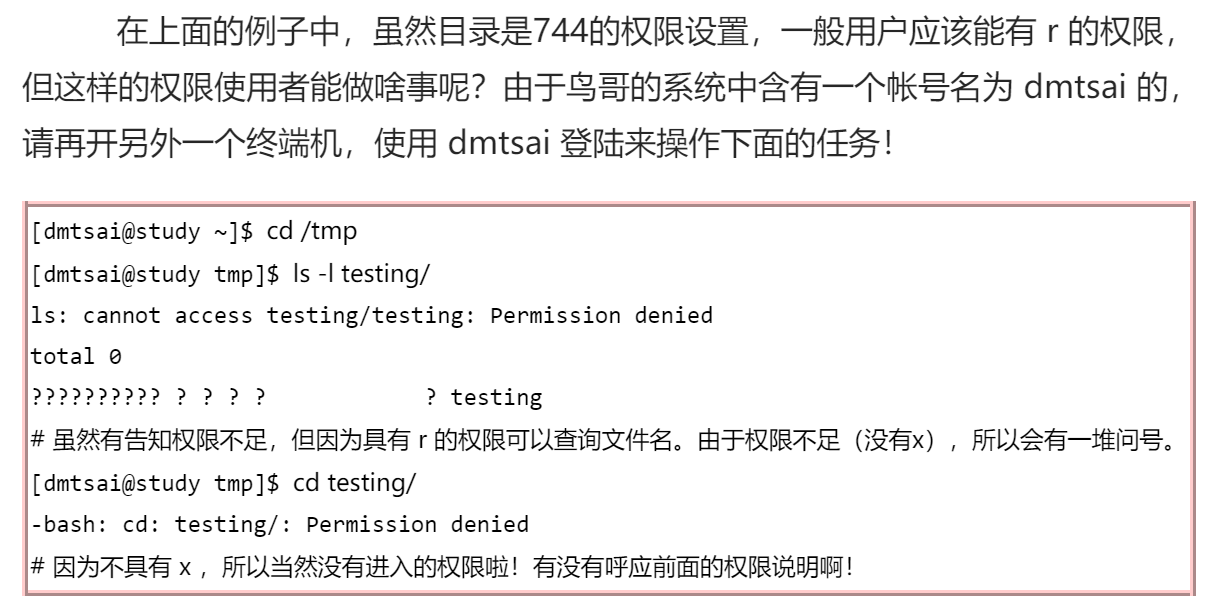 在上面的例子中，虽然目录是744的权限设置，一般用户应该能有 r 的权限，
但这样的权限使用者能做啥事呢？由于鸟哥的系统中含有一个帐号名为 dmtsai 的，
请再开另外一个终端机，使用 dmtsai 登陆来操作下面的任务！
[dmtsai@study ~]$ cd /tmp
[dmtsai@study tmp]$ ls -l testing/
ls: cannot access testing/testing: Permission denied
total 0
?????????? ? ? ? ?            ? testing
# 虽然有告知权限不足，但因为具有 r 的权限可以查询文件名。由于权限不足（没有x），所以会有一堆问号。
[dmtsai@study tmp]$ cd testing/
-bash: cd: testing/: Permission denied
# 因为不具有 x ，所以当然没有进入的权限啦！有没有呼应前面的权限说明啊！